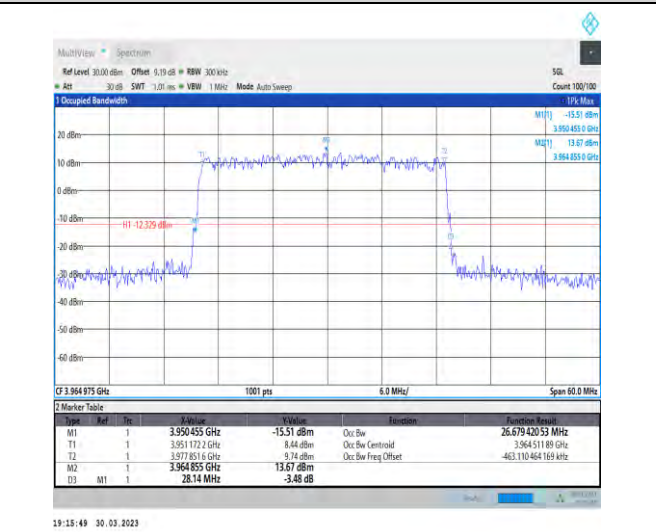 MultiView Spectrum
Ref Level 30.00 dBm Offset 9.19 dB RBW 300 kHz SGL
Att 30 dB SWT 1.01 ms VBW 1 MHz Mode Auto Sweep Count 100/100
1 Occupied Bandwidth 1Pk Max
M1[1] -15.51 dBm
3.950 455 0 GHz
M2[1] 13.67 dBm
3.964 855 0 GHz
20 dBm
M2
T1
T2
10 dBm
0 dBm
-10 dBm
H1 -12.329 dBm
M1
D3
-20 dBm
-30 dBm
-40 dBm
-50 dBm
-60 dBm
CF 3.964 975 GHz 1001 pts 6.0 MHz/ Span 60.0 MHz
2 Marker Table
Type Ref Trc X-Value Y-Value Function Function Result
M1 1 3.950 455 GHz -15.51 dBm Occ Bw 26.679 420 53 MHz
T1 1 3.951 172 2 GHz 8.44 dBm Occ Bw Centroid 3.964 511 89 GHz
T2 1 3.977 851 6 GHz 9.74 dBm Occ Bw Freq Offset -463.110 464 169 kHz
M2 1 3.964 855 GHz 13.67 dBm
D3 M1 1 28.14 MHz -3.48 dB
19:15:49 30.03.2023